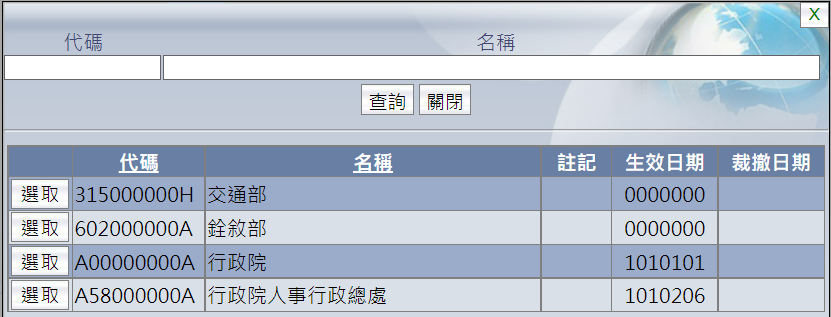 X
代碼 名稱
查詢 關閉
代碼 名稱 註記 生效日期 裁撤日期
選取 315000000H 交通部 0000000
選取 602000000A 銓敘部 0000000
選取 A00000000A 行政院 1010101
選取 A58000000A 行政院人事行政總處 1010206